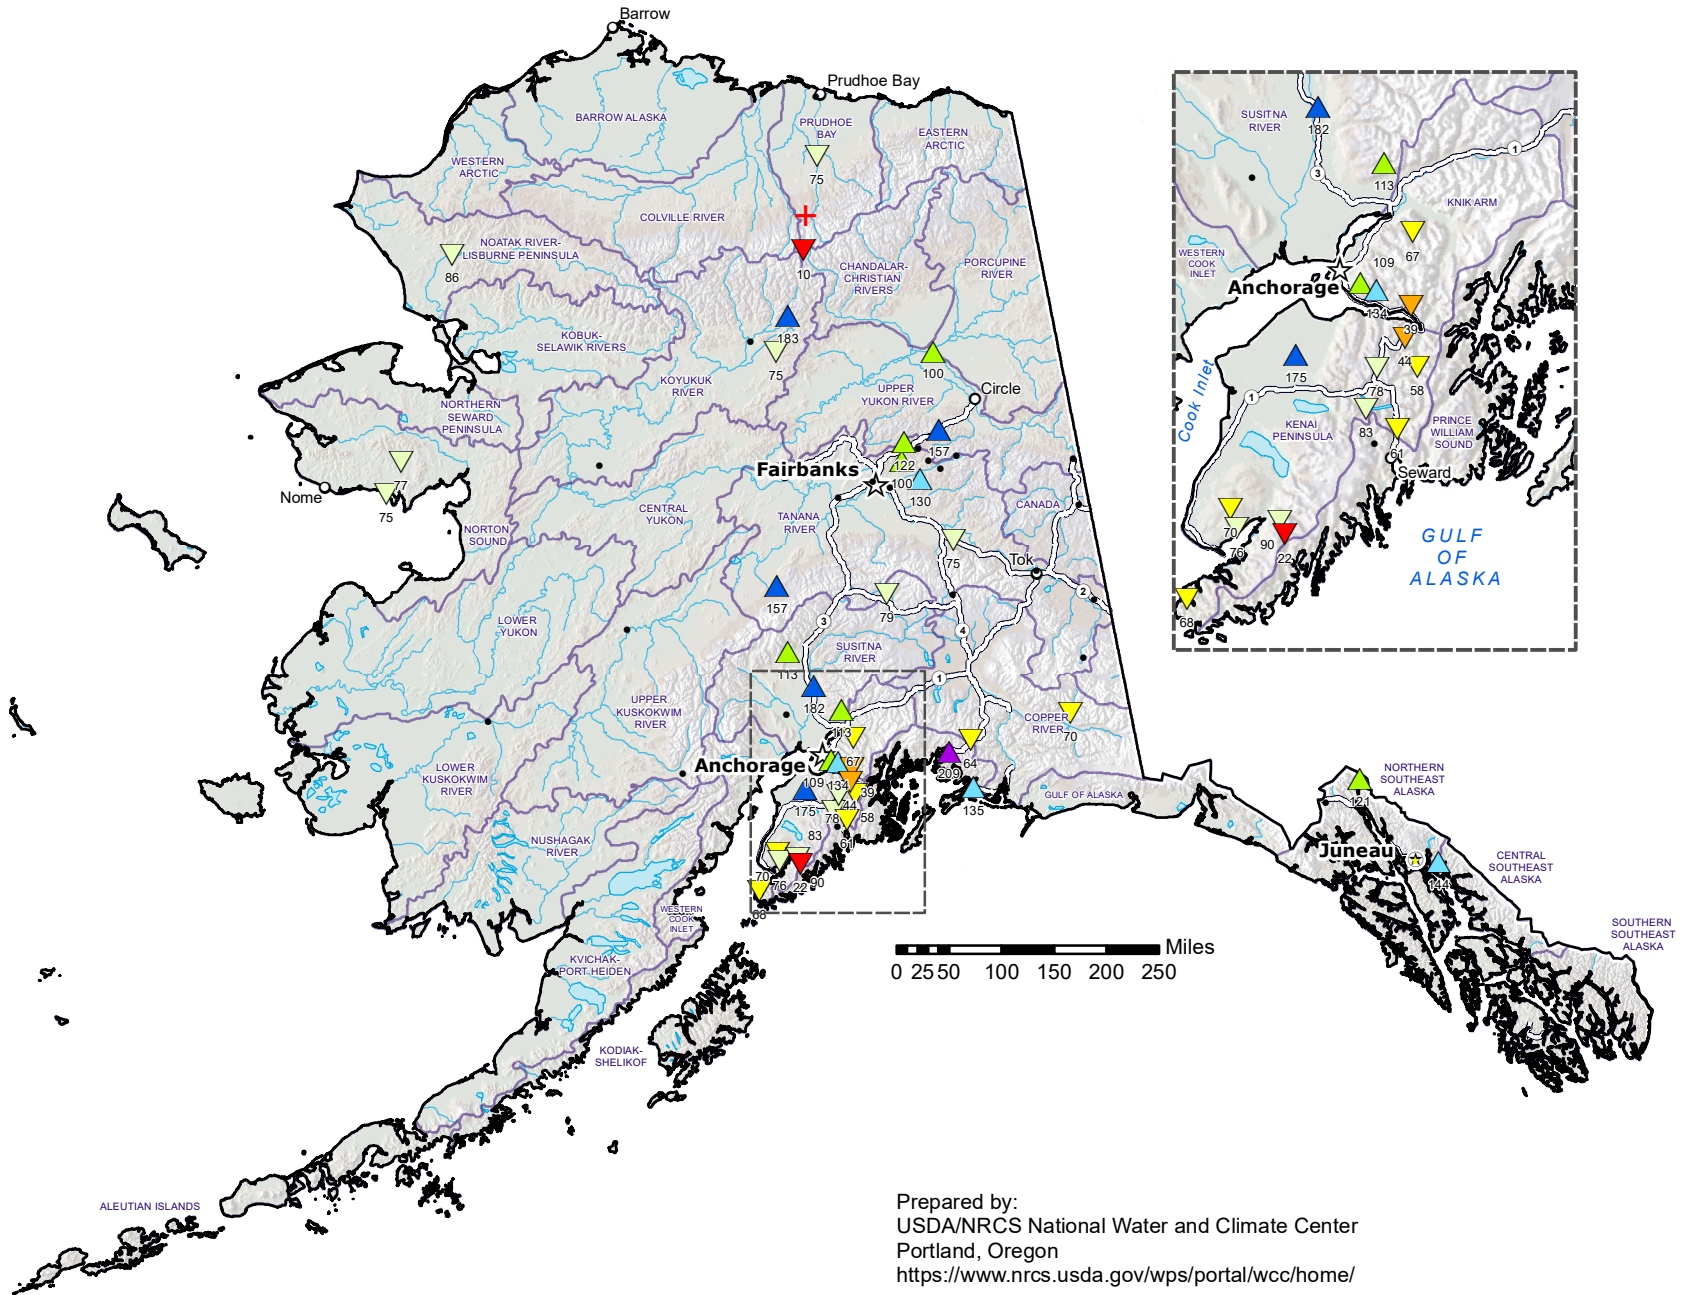 Barrow
Prudhoe Bay
BARROW ALASKA
PRUDHOE
BAY
EASTERN
ARCTIC
75
WESTERN
ARCTIC
COLVILLE RIVER
NOATAK RIVER-
LISBURNE PENINSULA
86
10
CHANDALAR-
CHRISTIAN
RIVERS
PORCUPINE
RIVER
KOBUK-
SELAWIK RIVERS
183
75
100
KOYUKUK
RIVER
UPPER
YUKON RIVER
Circle
NORTHERN
SEWARD
PENINSULA
157
122
Fairbanks
100
130
77
Nome
75
CENTRAL
YUKON
TANANA
RIVER
CANADA
NORTON
SOUND
75
Tok
2
157
79
3
4
LOWER
YUKON
SUSITNA
RIVER
113
1
182
UPPER
KUSKOKWIM
RIVER
113
COPPER
RIVER
70
67
64
Anchorage
209
LOWER
KUSKOKWIM
RIVER
109
134
39
175
44
78
58
135
GULF OF ALASKA
83
61
NUSHAGAK
RIVER
70
76
22
90
68
WESTERN
COOK
INLET
KVICHAK-
PORT HEIDEN
KODIAK-
SHELIKOF
ALEUTIAN ISLANDS
SUSITNA
RIVER
182
3
1
113
KNIK ARM
67
WESTERN
COOK
INLET
109
Anchorage
134
39
44
175
78
58
Cook Inlet
1
KENAI
PENINSULA
83
PRINCE
WILLIAM
SOUND
61
Seward
70
76
90
22
68
GULF
OF
ALASKA
NORTHERN
SOUTHEAST
ALASKA
121
Juneau
144
CENTRAL
SOUTHEAST
ALASKA
SOUTHERN
SOUTHEAST
ALASKA
Miles
0 25 50 100 150 200 250
Prepared by:
USDA/NRCS National Water and Climate Center
Portland, Oregon
https://www.nrcs.usda.gov/wps/portal/wcc/home/